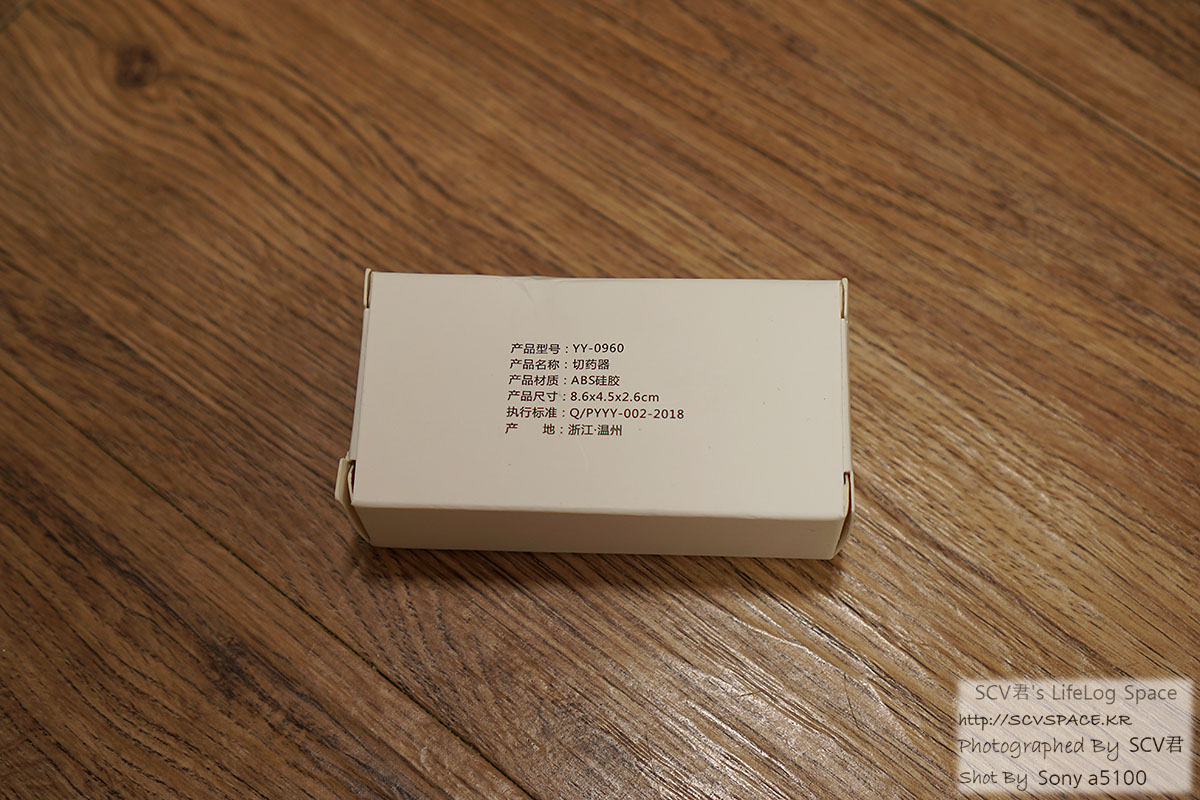 产品型号：YY-0960
产品名称：切药器
产品材质：ABS硅胶
产品尺寸：8.6x4.5x2.6cm
执行标准：Q/PYYY-002-2018
产　　地：浙江·温州
SCV君's LifeLog Space
http://SCVSPACE.KR
Photographed By SCV君
Shot By Sony a5100